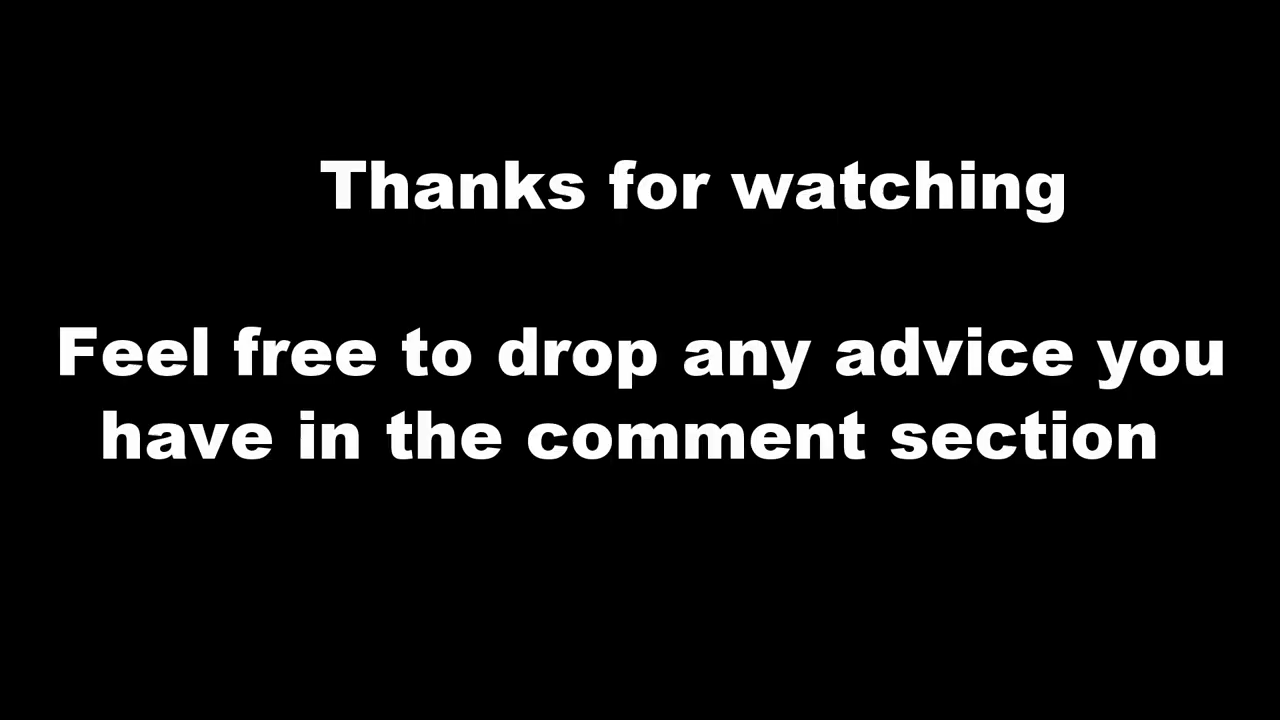 Thanks for watching
Feel free to drop any advice you
have in the comment section